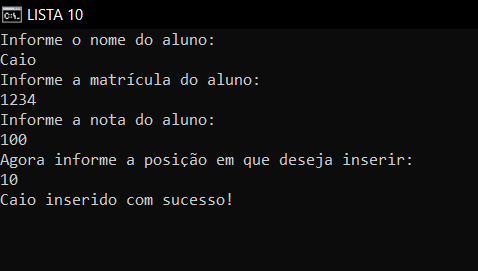 C:\. LISTA 10
Informe o nome do aluno:
Caio
Informe a matrícula do aluno:
1234
Informe a nota do aluno:
100
Agora informe a posição em que deseja inserir:
10
Caio inserido com sucesso!